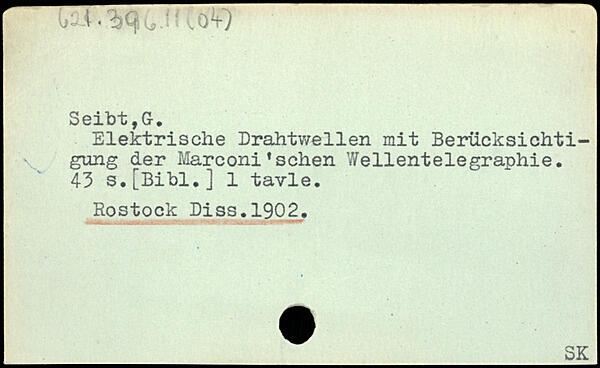 621.396.11(04)
Seibt,G.
Elektrische Drahtwellen mit Berücksichti-
gung der Marconi'schen Wellentelegraphie.
43 s.[Bibl.] 1 tavle.
Rostock Diss.1902.
SK